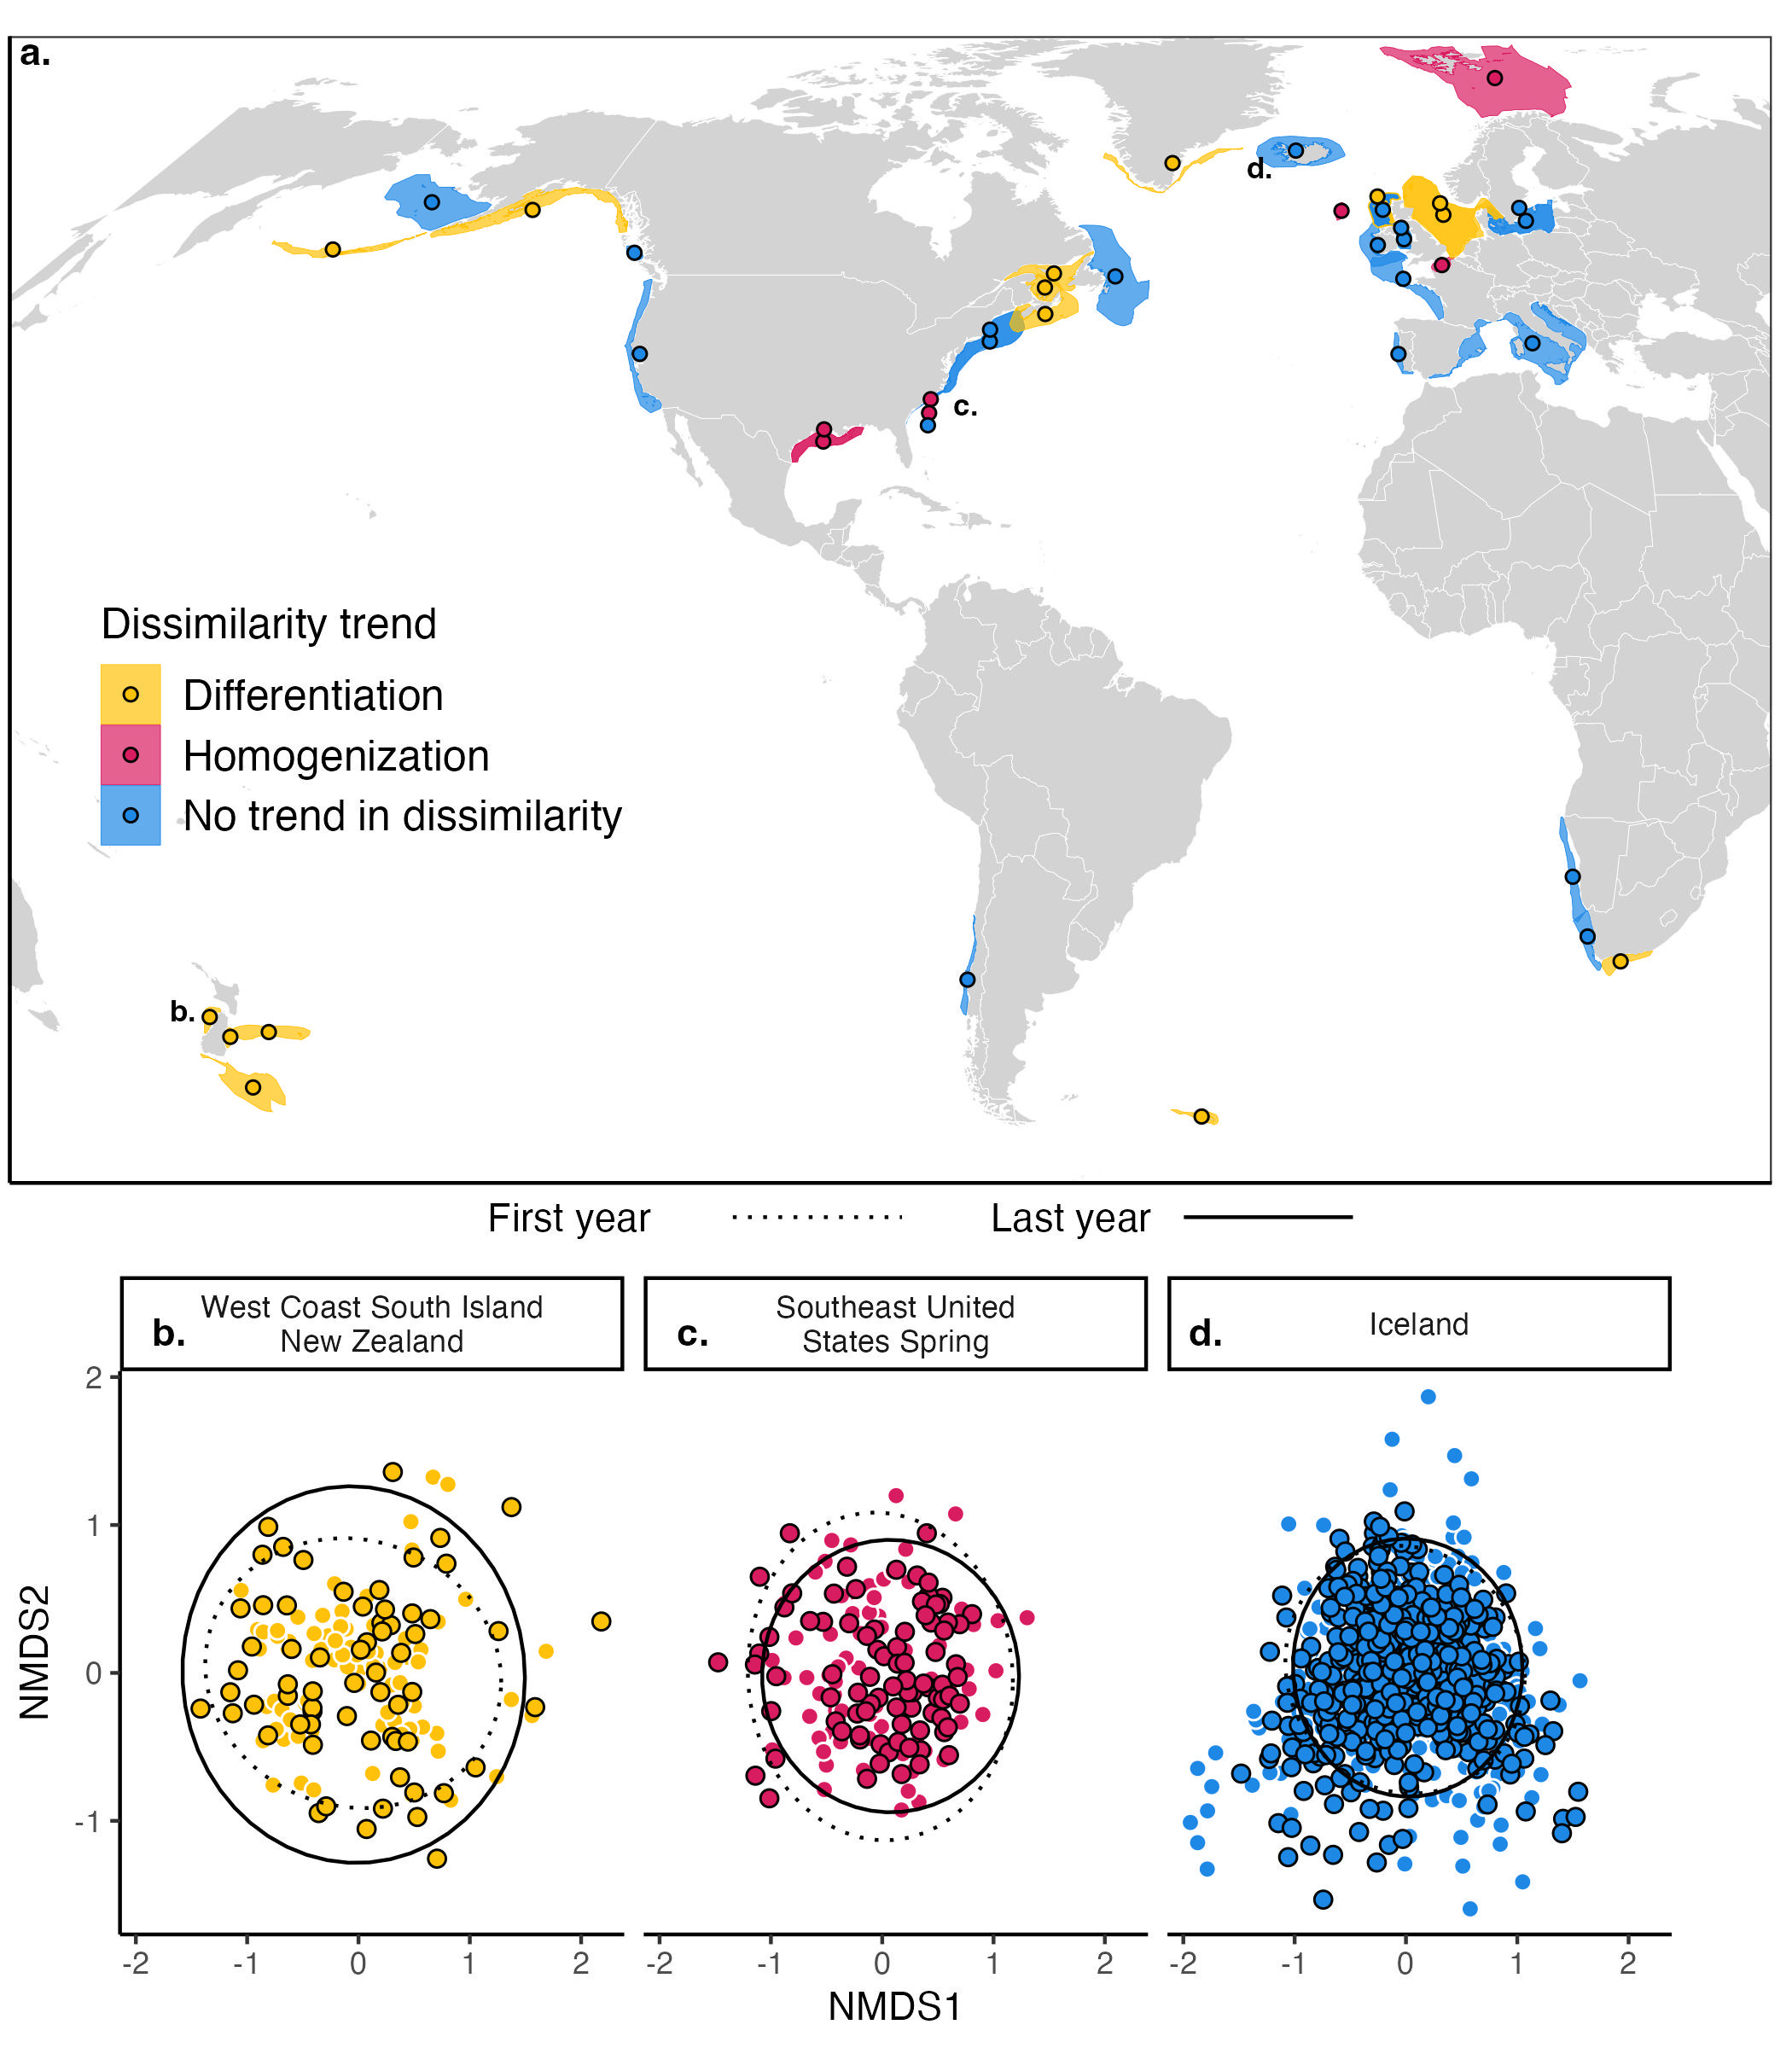 a.
d.
c.
Dissimilarity trend
Differentiation
Homogenization
No trend in dissimilarity
b.
First year
Last year
b.
West Coast South Island
New Zealand
c.
Southeast United
States Spring
d.
Iceland
2
1
0
-1
NMDS2
-2 -1 0 1 2
-2 -1 0 1 2
-2 -1 0 1 2
NMDS1